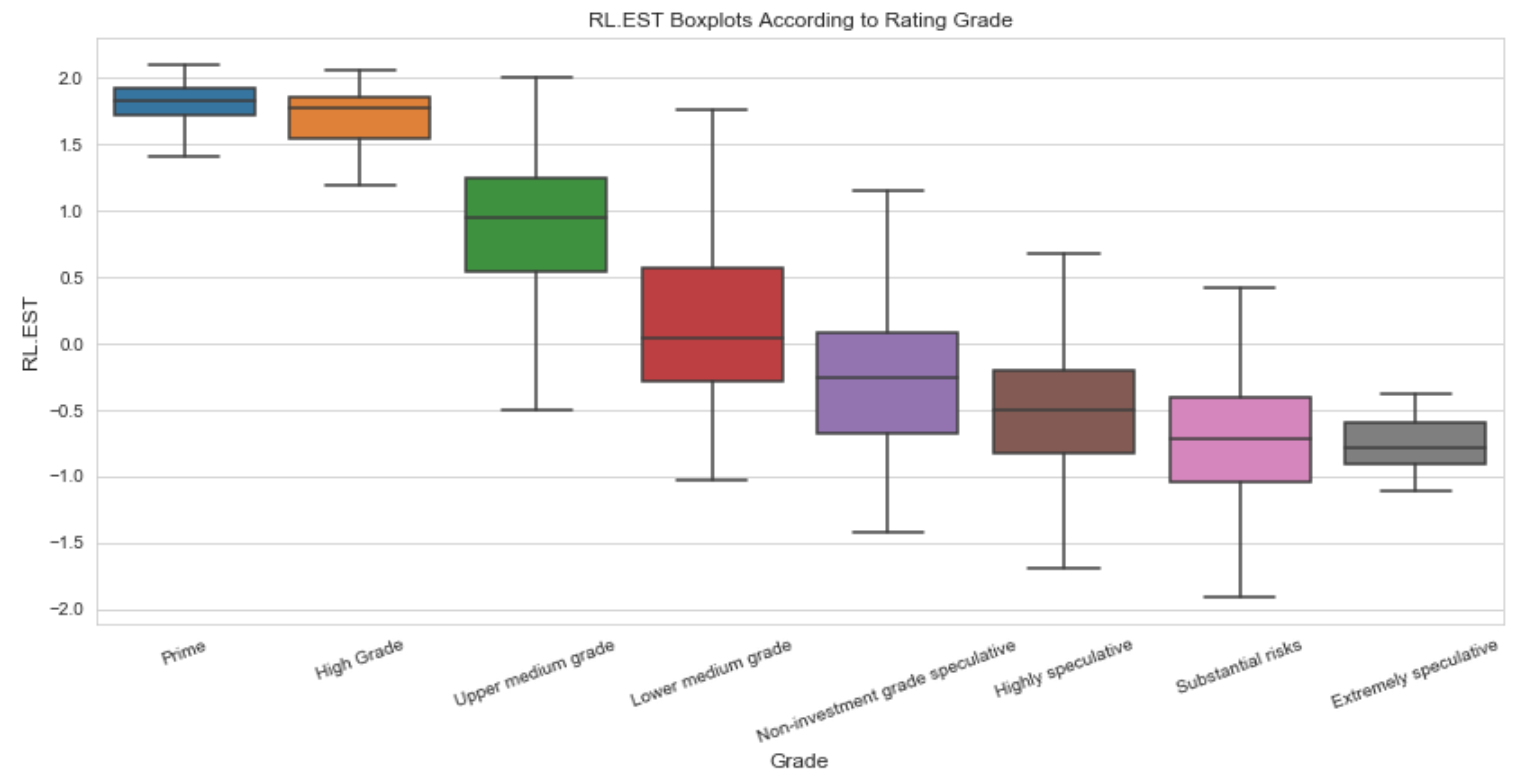 RL.EST Boxplots According to Rating Grade
2.0
1.5
1.0
0.5
0.0
−0.5
−1.0
−1.5
−2.0
RL.EST
Prime
High Grade
Upper medium grade
Lower medium grade
Non-investment grade speculative
Highly speculative
Substantial risks
Extremely speculative
Grade